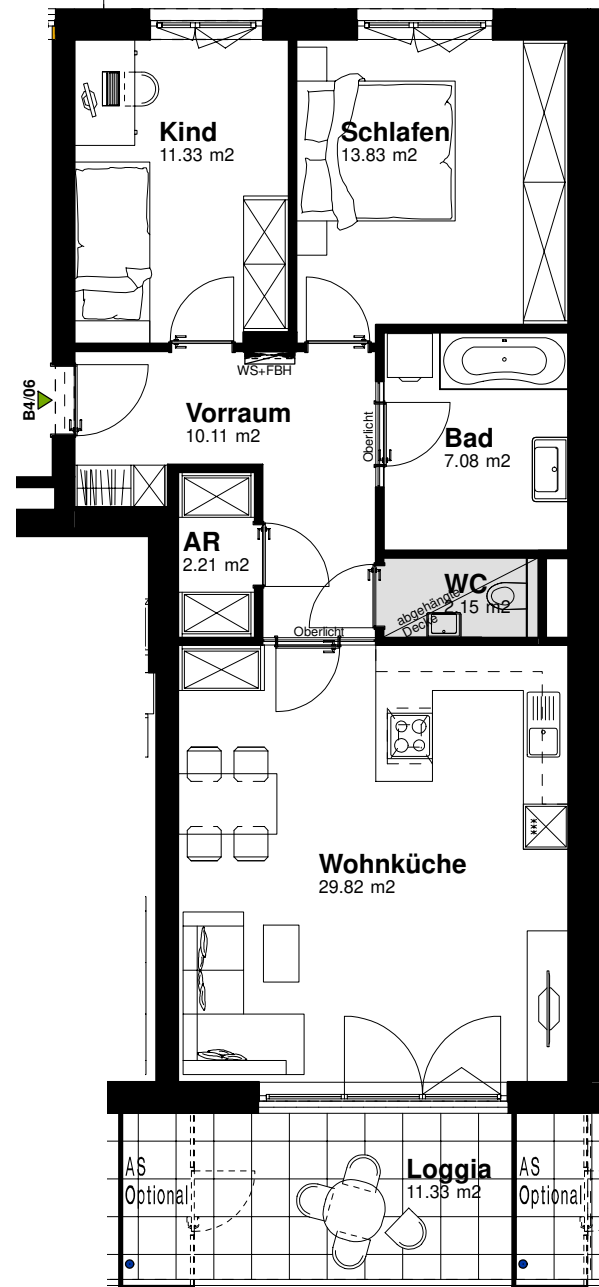 Kind
11.33 m2
Schlafen
13.83 m2
WS+FBH
B4/06
Vorraum
10.11 m2
Oberlicht
Bad
7.08 m2
AR
2.21 m2
WC
2.15 m2
abgehängte
Decke
Oberlicht
Wohnküche
29.82 m2
AS
Optional
Loggia
11.33 m2
AS
Optional